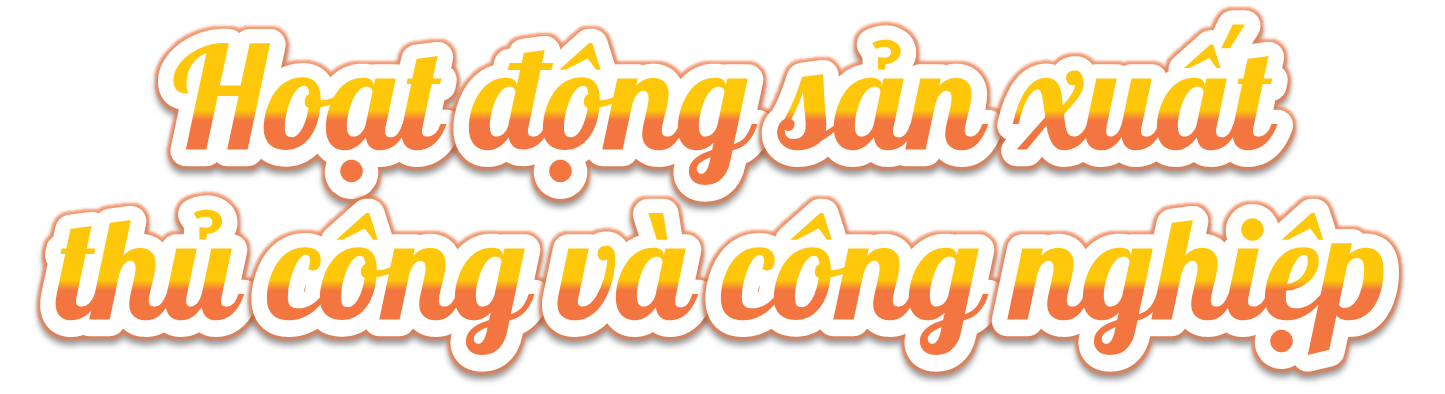 Hoạt động sản xuất
thủ công và công nghiệp